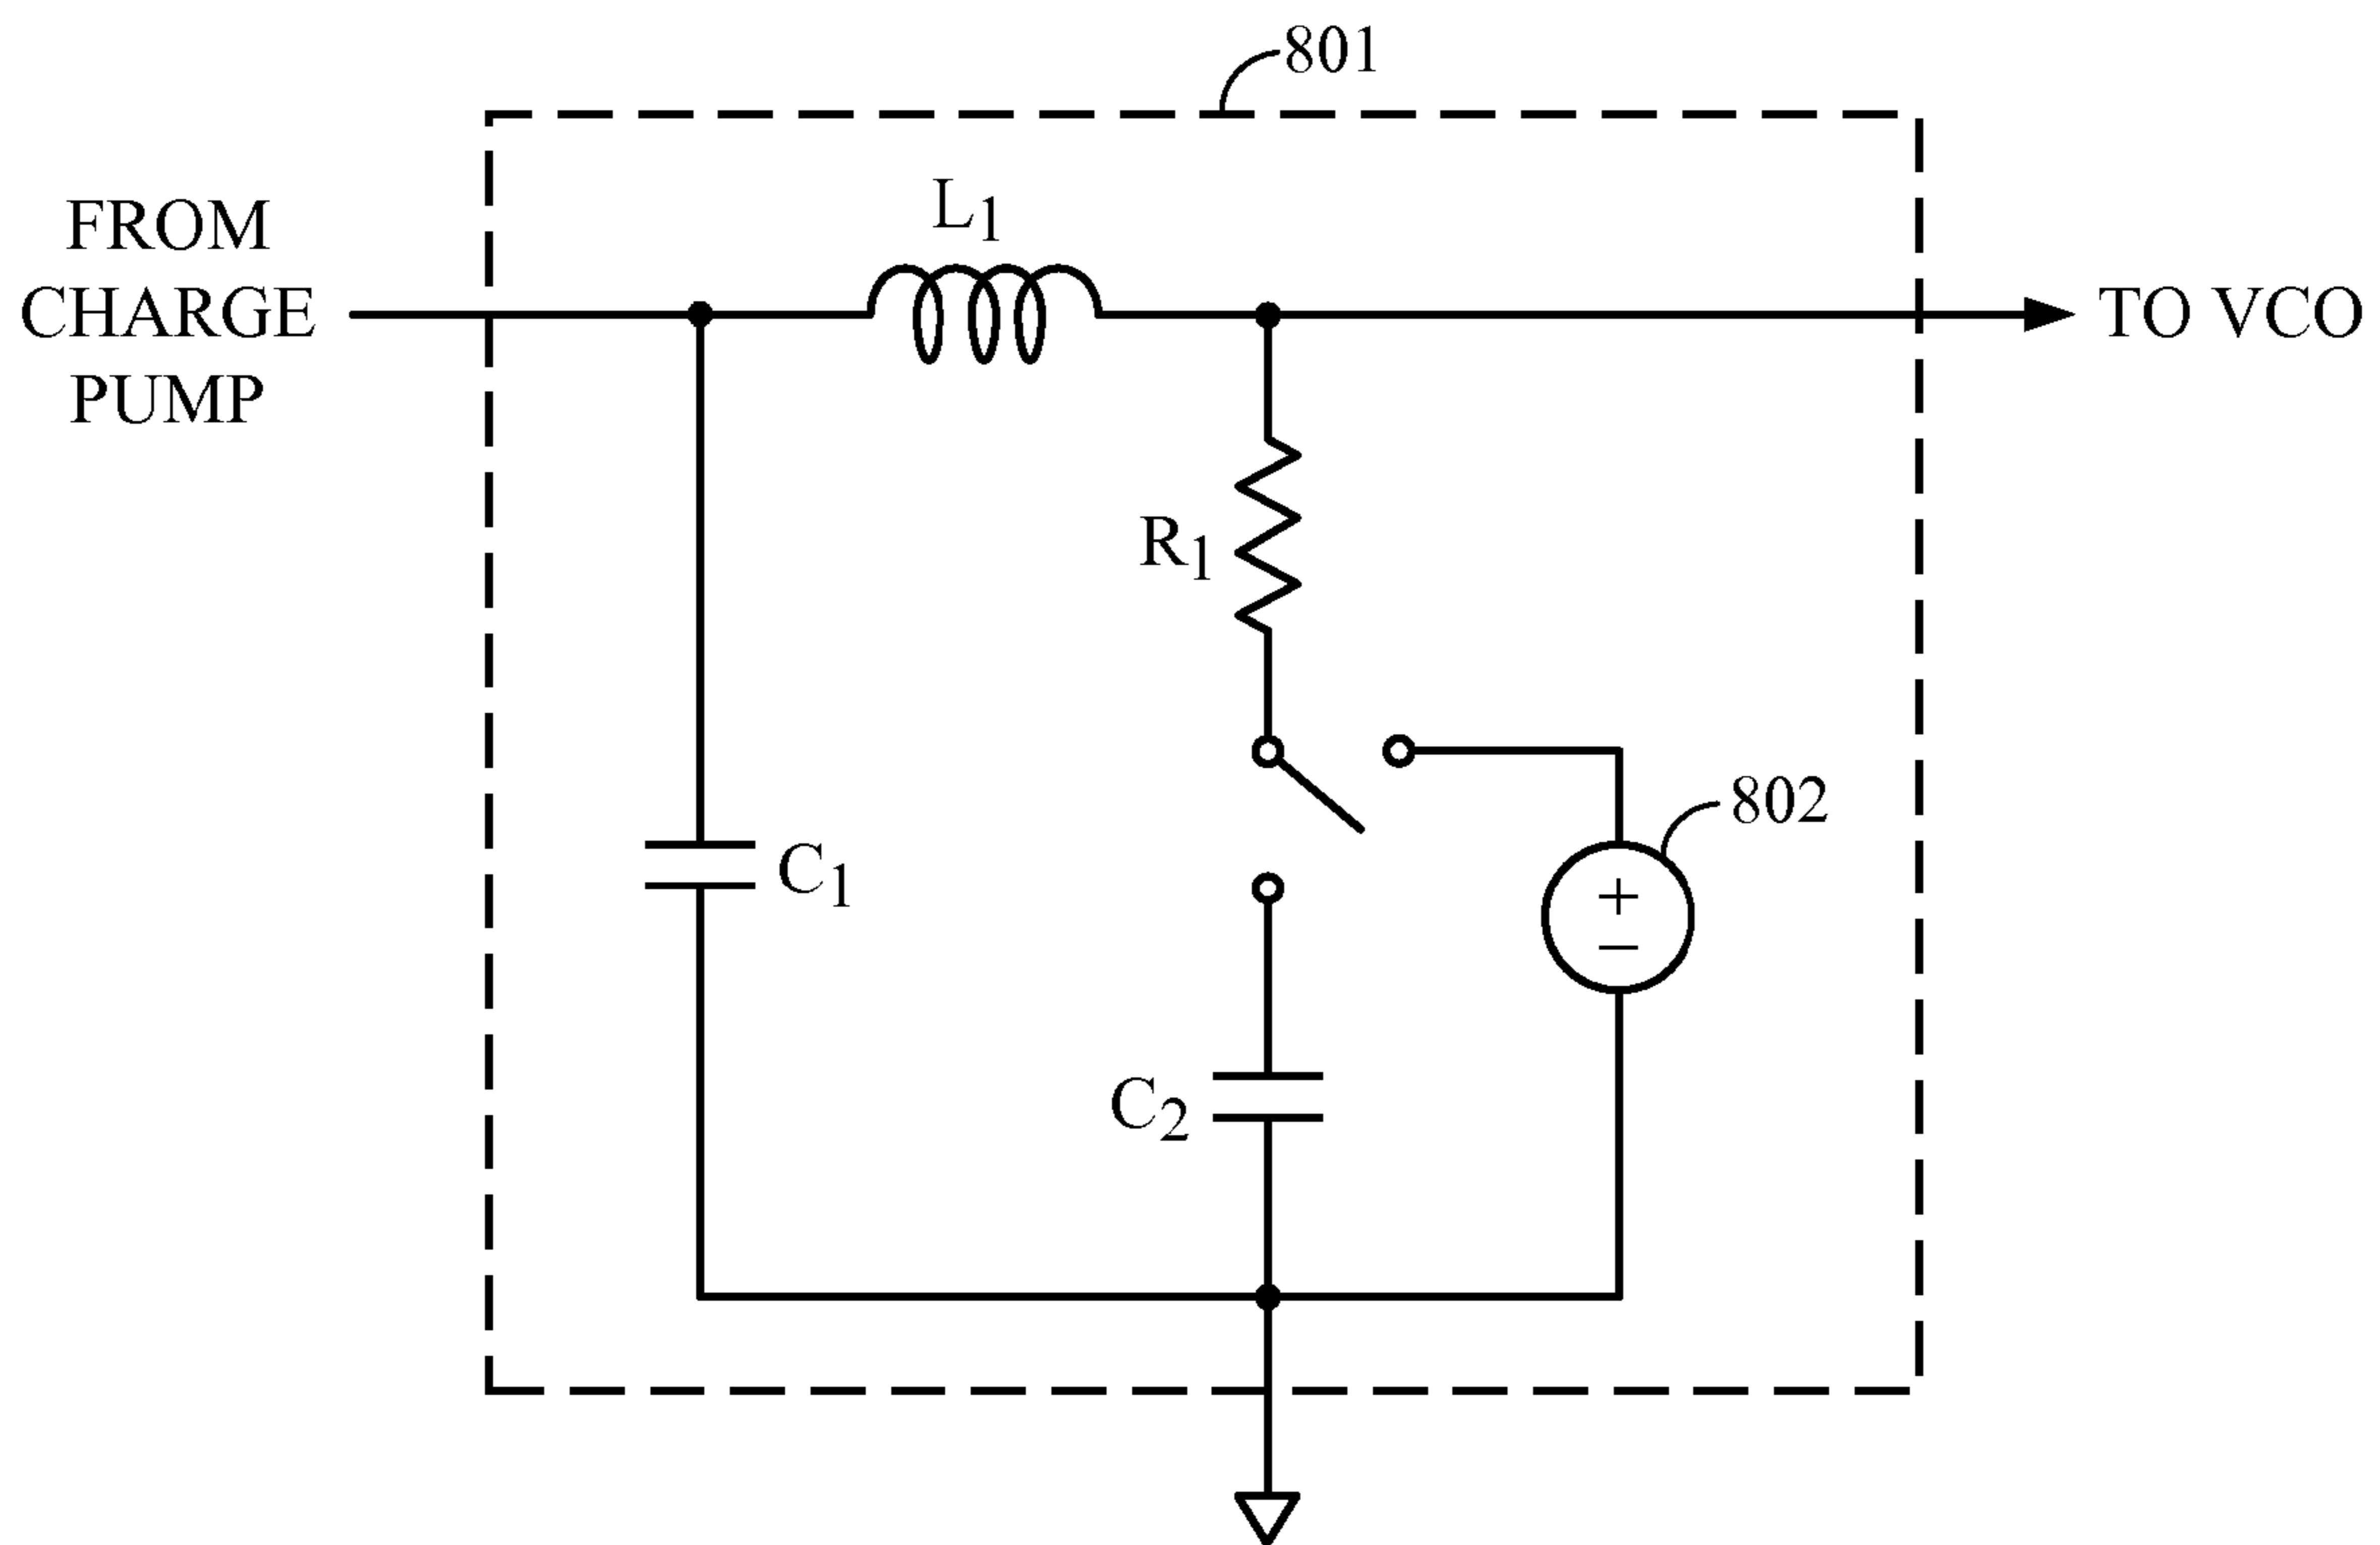 801
L1
FROM
CHARGE
PUMP
TO VCO
R1
802
+
−
C1
C2